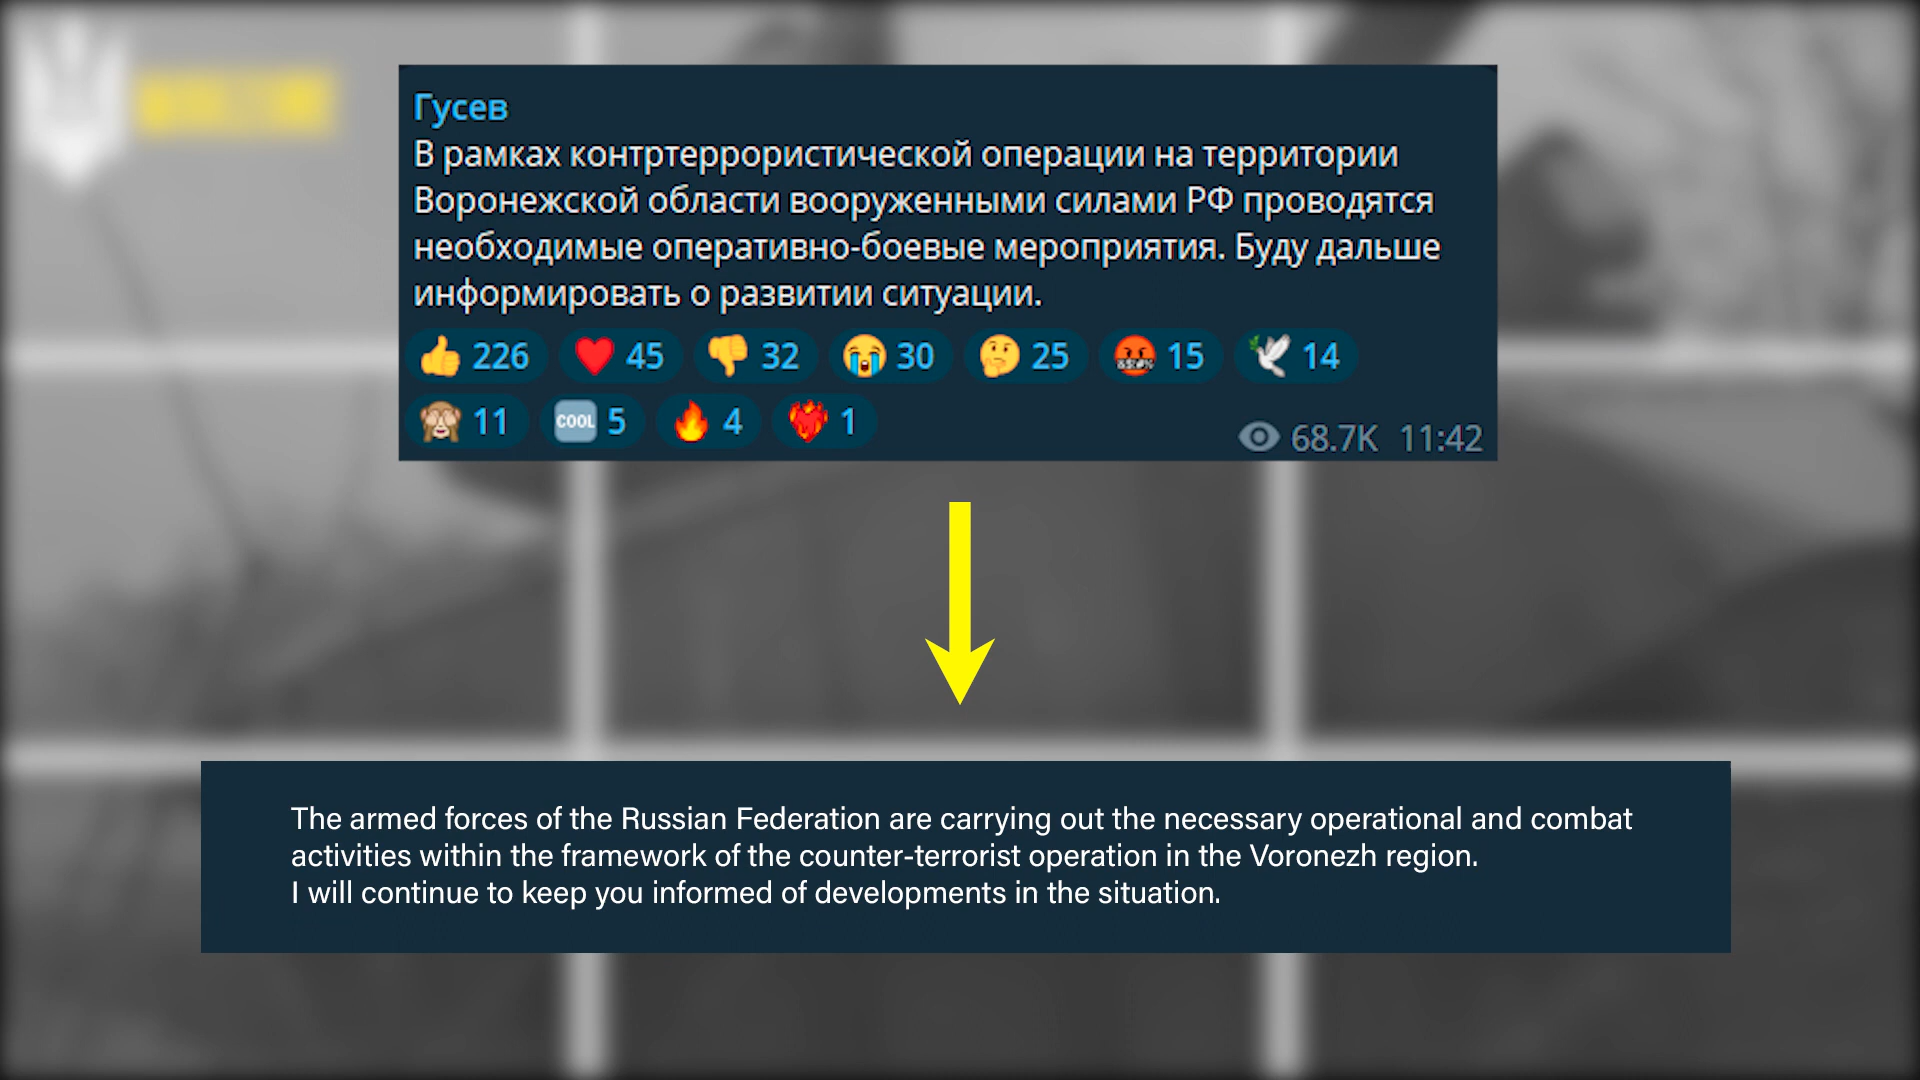 Гусев
В рамках контртеррористической операции на территории
Воронежской области вооруженными силами РФ проводятся
необходимые оперативно-боевые мероприятия. Буду дальше
информировать о развитии ситуации.
👍 226 ❤️ 45 👎 32 😭 30 🤔 25 🤬 15 🕊 14
🙈 11 🆒 5 🔥 4 ❤️‍🔥 1
68.7K 11:42
The armed forces of the Russian Federation are carrying out the necessary operational and combat
activities within the framework of the counter-terrorist operation in the Voronezh region.
I will continue to keep you informed of developments in the situation.